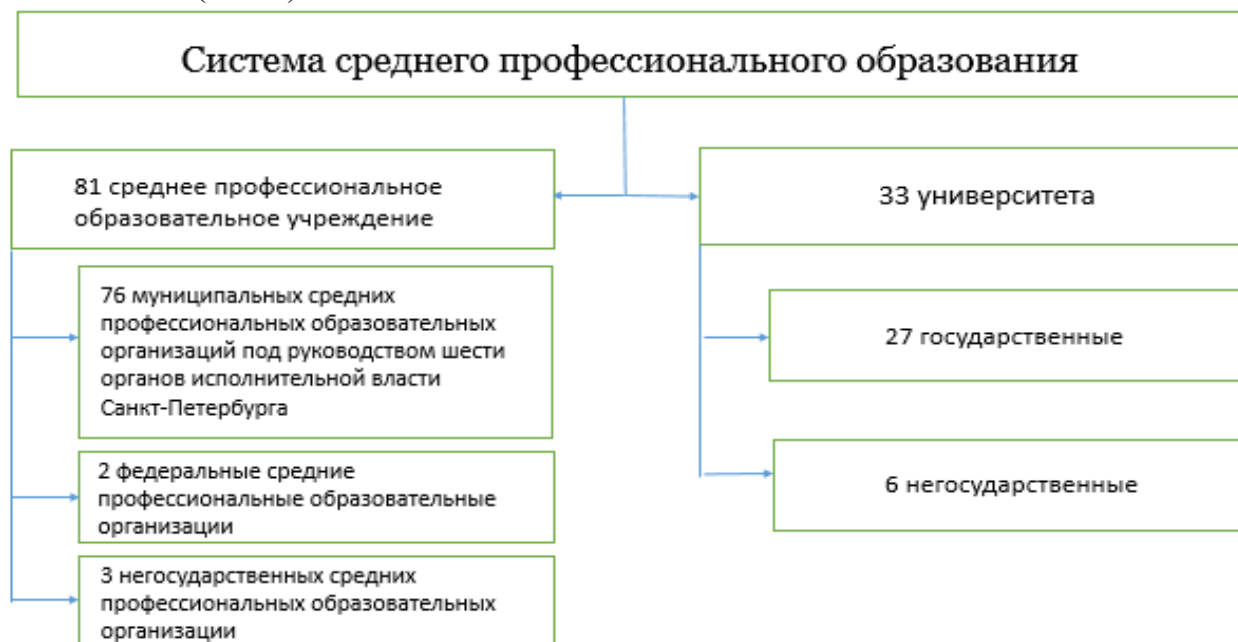 Система среднего профессионального образования
81 среднее профессиональное
образовательное учреждение
33 университета
76 муниципальных средних
профессиональных образовательных
организаций под руководством шести
органов исполнительной власти
Санкт-Петербурга
27 государственные
2 федеральные средние
профессиональные образовательные
организации
6 негосударственные
3 негосударственных средних
профессиональных образовательных
организации